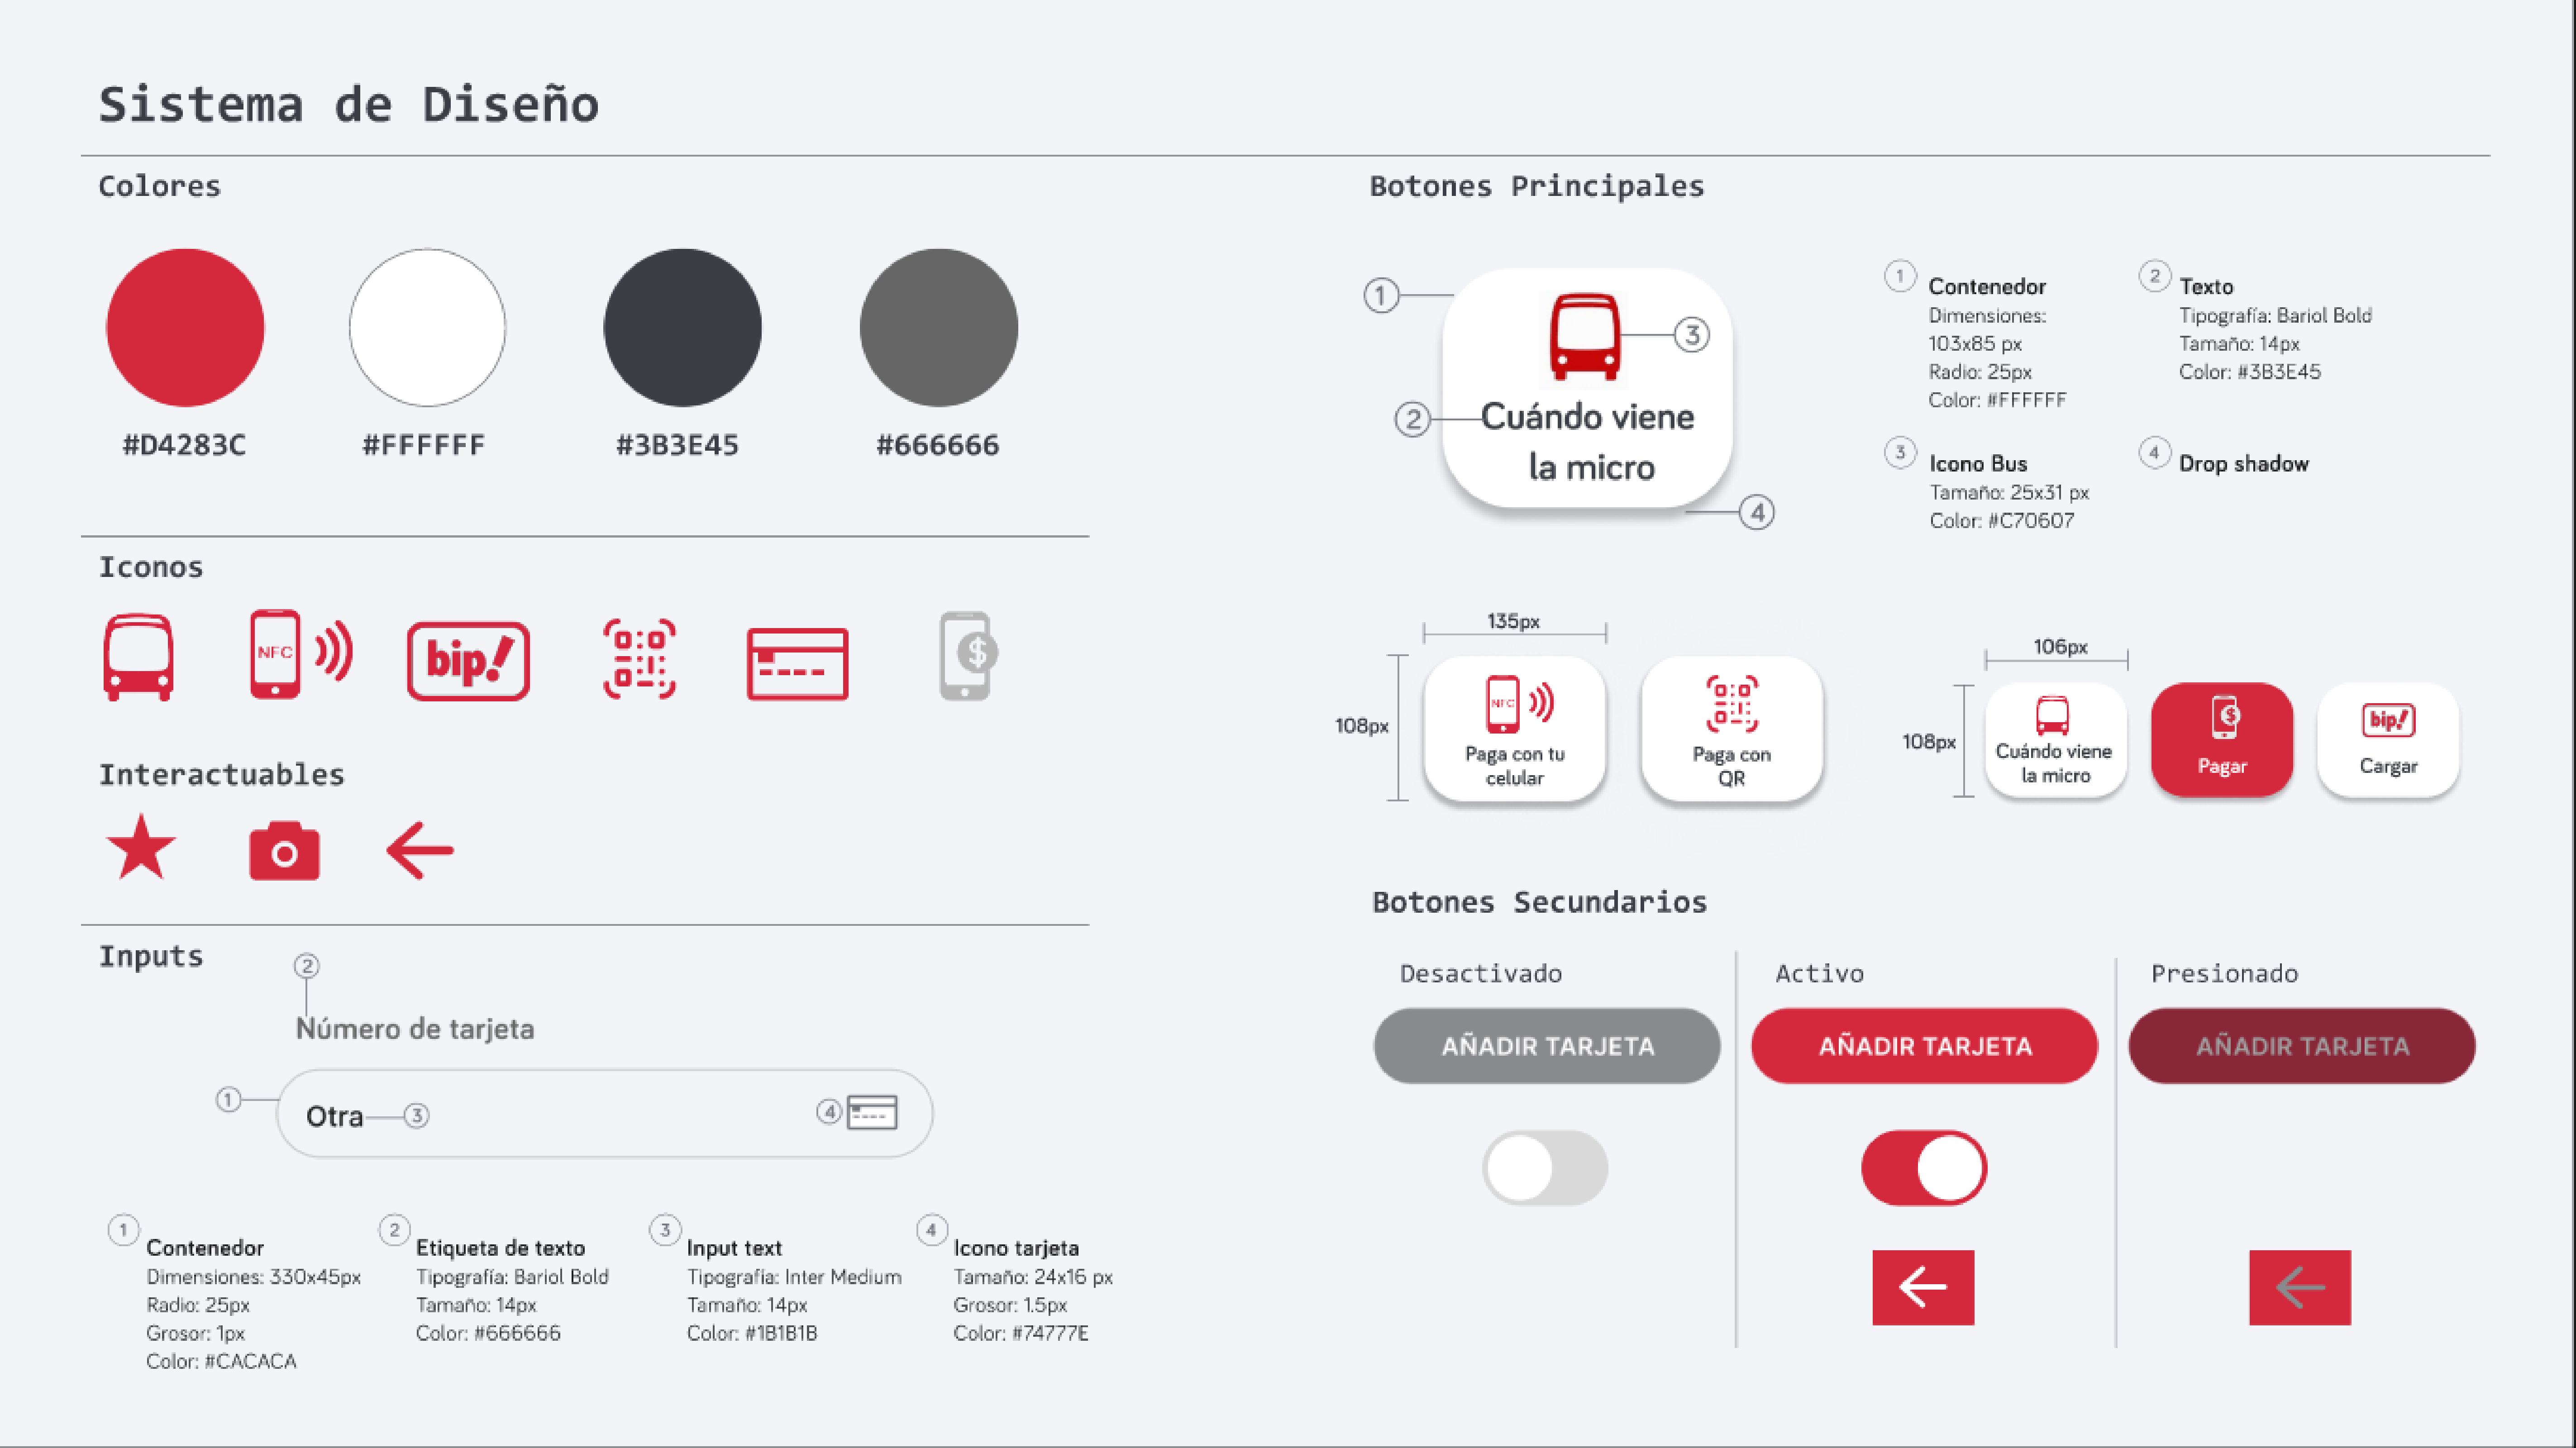 Sistema de Diseño
Colores
#D4283C
#FFFFFF
#3B3E45
#666666
Iconos
NFC
bip!
$
Interactuables
Inputs
2
Número de tarjeta
1
Otra
3
4
1
Contenedor
Dimensiones: 330x45px
Radio: 25px
Grosor: 1px
Color: #CACACA
2
Etiqueta de texto
Tipografía: Bariol Bold
Tamaño: 14px
Color: #666666
3
Input text
Tipografía: Inter Medium
Tamaño: 14px
Color: #1B1B1B
4
Icono tarjeta
Tamaño: 24x16 px
Grosor: 1.5px
Color: #74777E
Botones Principales
1
3
2
Cuándo viene
la micro
4
1
Contenedor
Dimensiones:
103x85 px
Radio: 25px
Color: #FFFFFF
2
Texto
Tipografía: Bariol Bold
Tamaño: 14px
Color: #3B3E45
3
Icono Bus
Tamaño: 25x31 px
Color: #C70607
4
Drop shadow
135px
108px
NFC
Paga con tu
celular
Paga con
QR
106px
108px
Cuándo viene
la micro
$
Pagar
bip!
Cargar
Botones Secundarios
Desactivado
AÑADIR TARJETA
Activo
AÑADIR TARJETA
Presionado
AÑADIR TARJETA